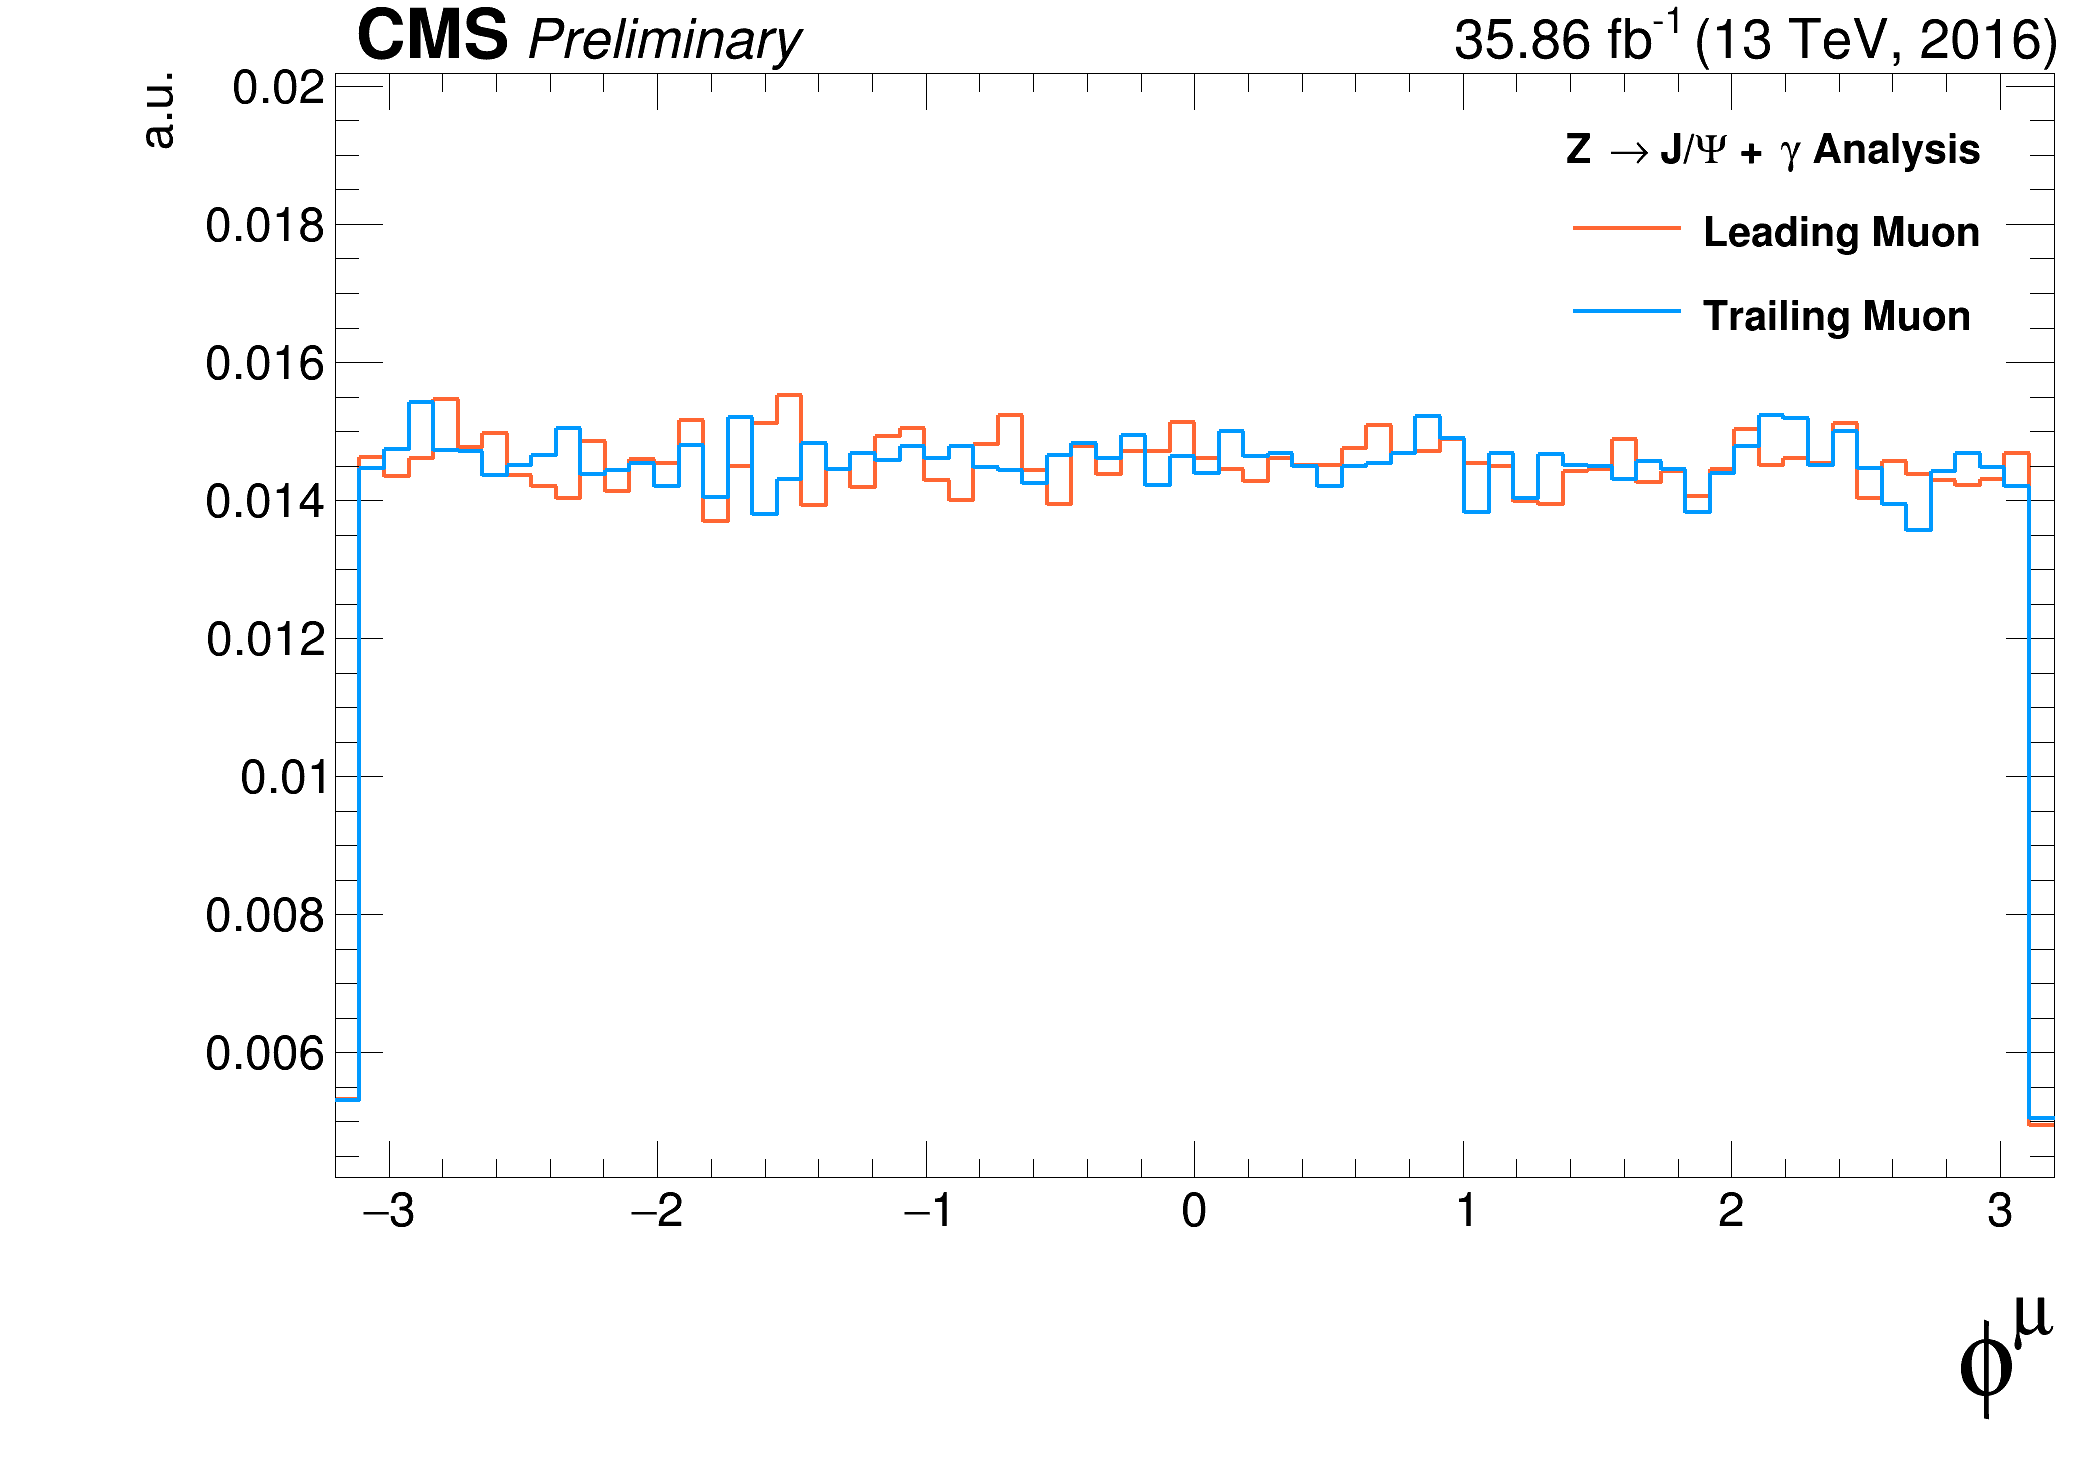 CMS Preliminary
35.86 fb⁻¹ (13 TeV, 2016)
a.u.
0.02
0.018
0.016
0.014
0.012
0.01
0.008
0.006
Z → J/Ψ + γ Analysis
Leading Muon
Trailing Muon
−3 −2 −1 0 1 2 3
ϕ^μ